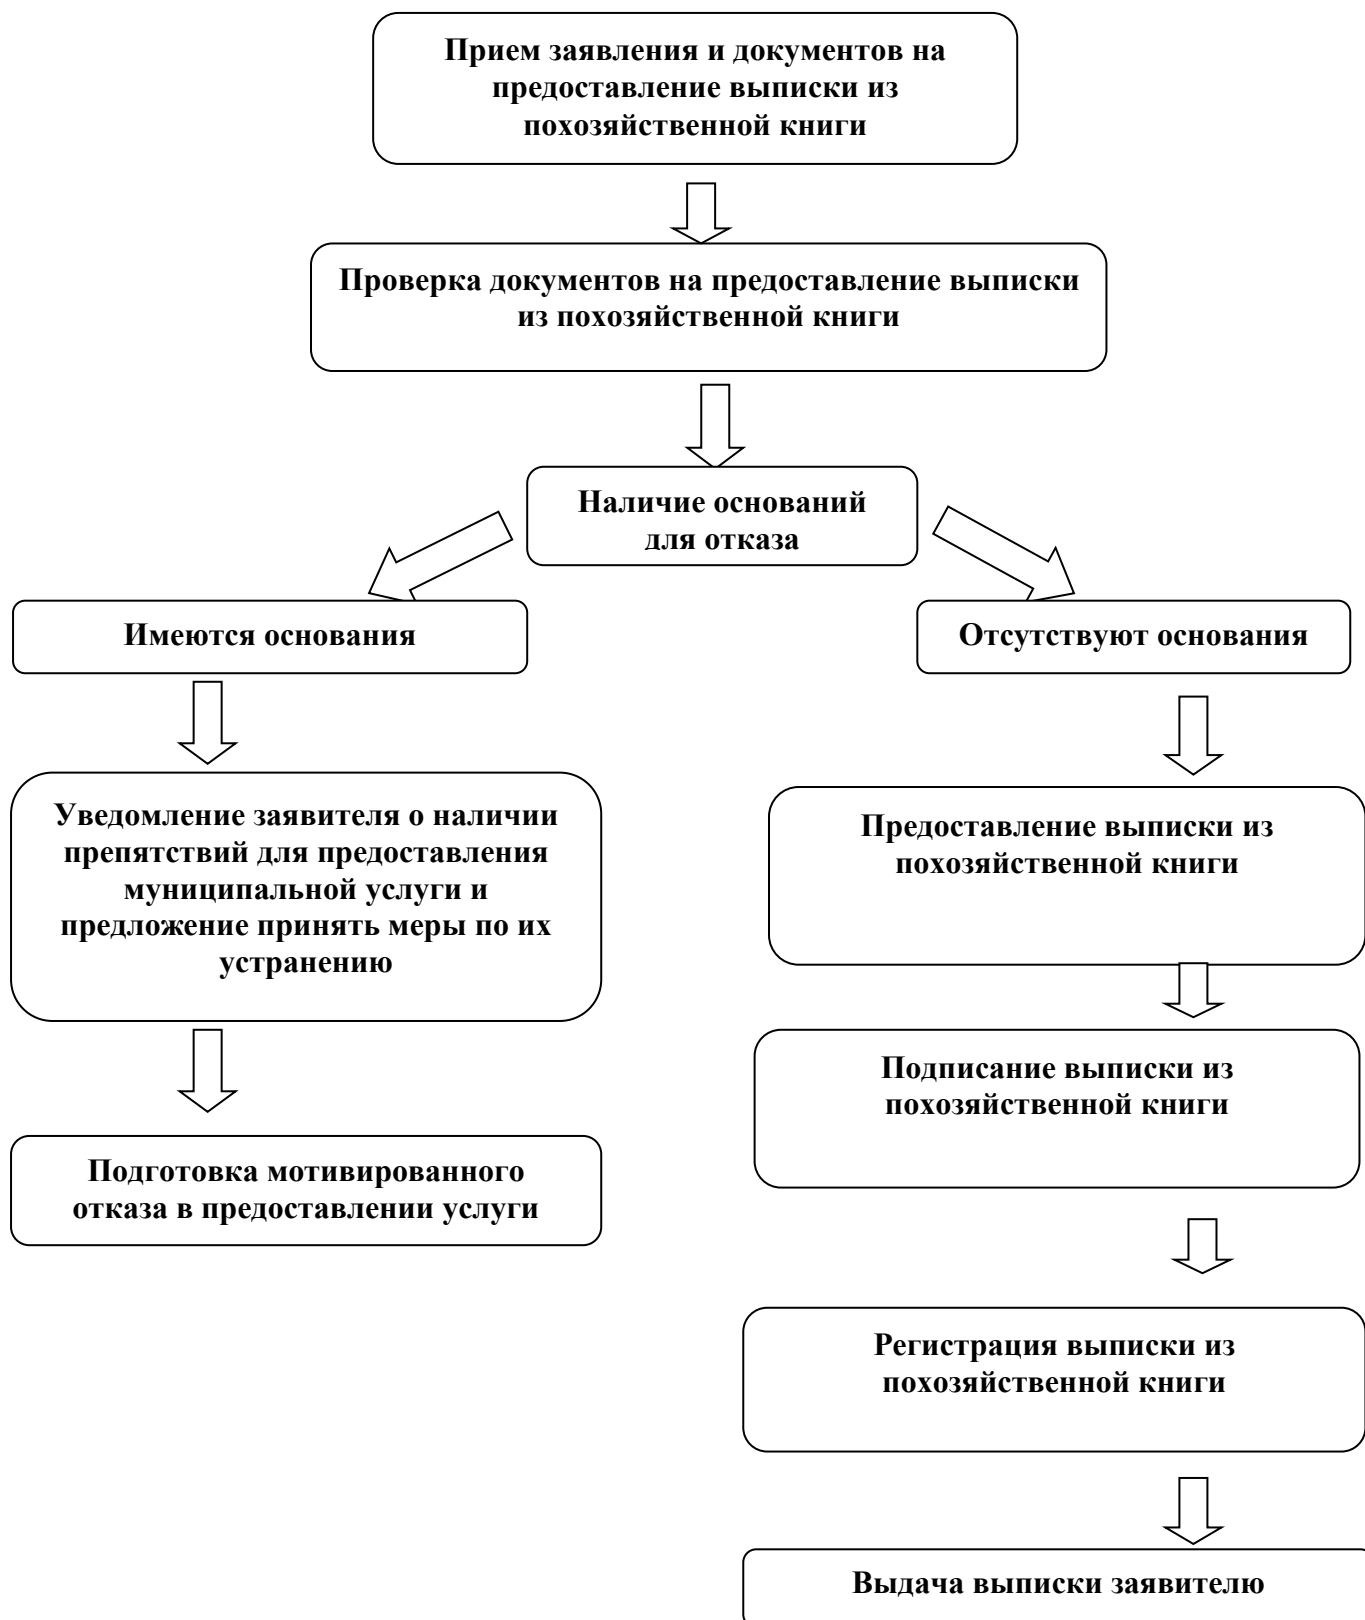 Прием заявления и документов на
предоставление выписки из
похозяйственной книги
Проверка документов на предоставление выписки
из похозяйственной книги
Наличие оснований
для отказа
Имеются основания
Отсутствуют основания
Уведомление заявителя о наличии
препятствий для предоставления
муниципальной услуги и
предложение принять меры по их
устранению
Подготовка мотивированного
отказа в предоставлении услуги
Предоставление выписки из
похозяйственной книги
Подписание выписки из
похозяйственной книги
Регистрация выписки из
похозяйственной книги
Выдача выписки заявителю